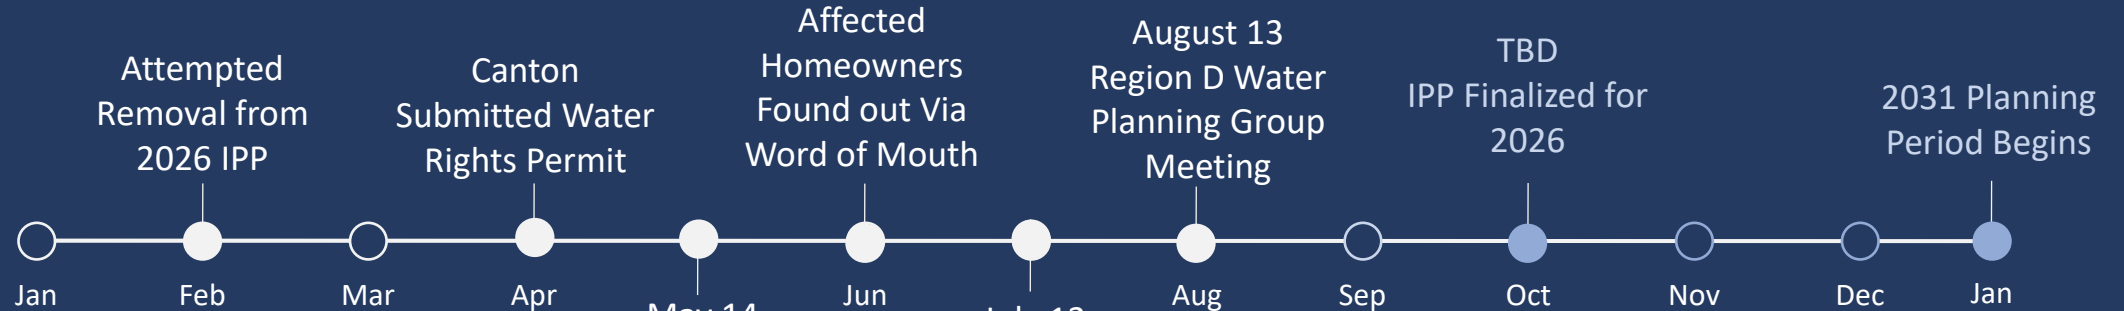 Attempted
Removal from
2026 IPP
Canton
Submitted Water
Rights Permit
Affected
Homeowners
Found out Via
Word of Mouth
August 13
Region D Water
Planning Group
Meeting
TBD
IPP Finalized for
2026
2031 Planning
Period Begins
Jan
Feb
Mar
Apr
May 14
Jun
Aug
Sep
Oct
Nov
Dec
Jan